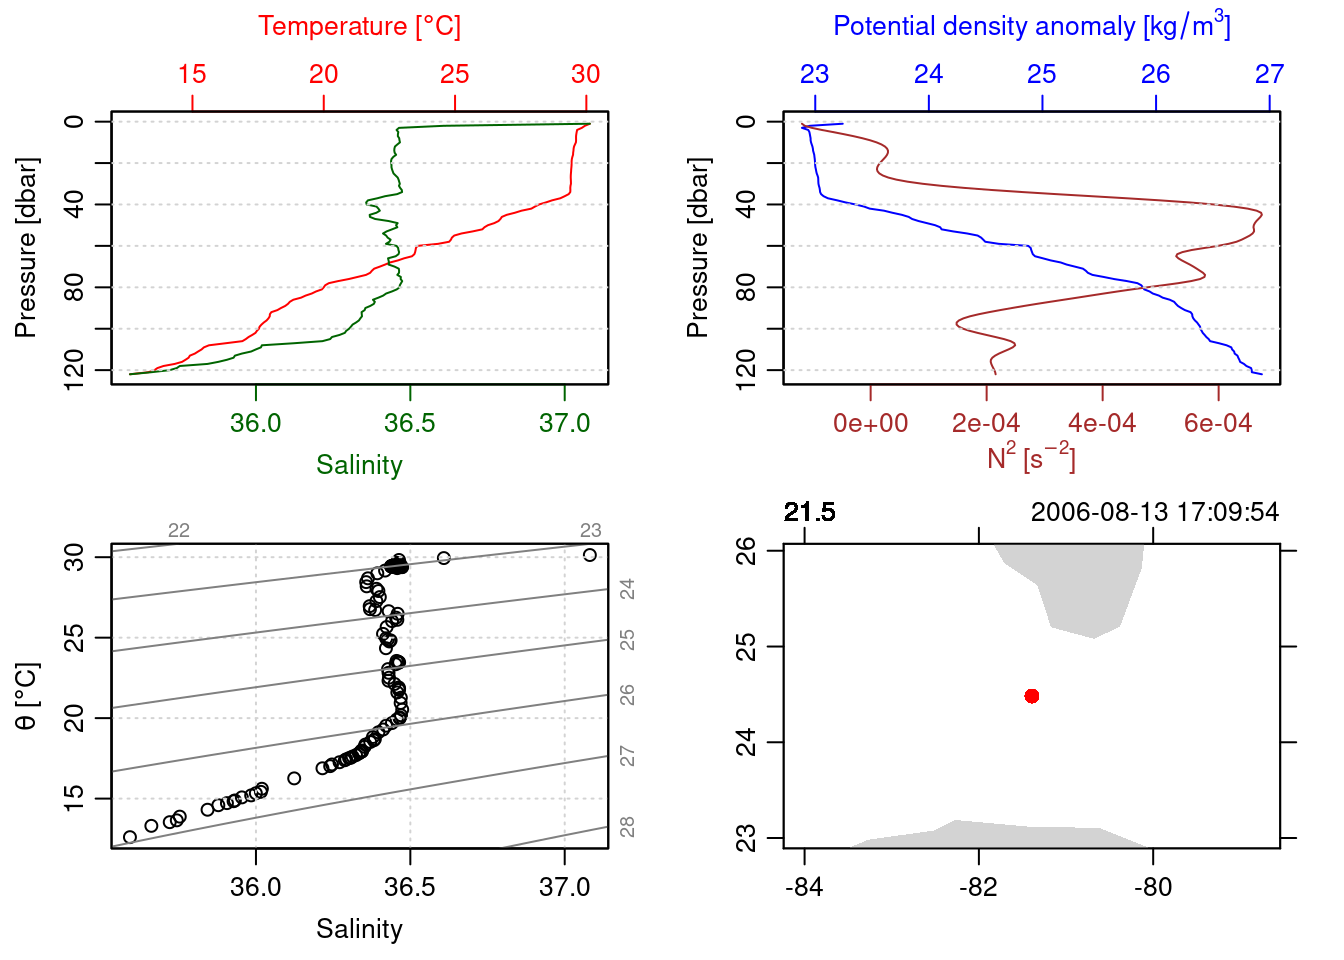 Temperature [°C]
15 20 25 30
Pressure [dbar]
0
40
80
120
36.0 36.5 37.0
Salinity
Potential density anomaly [kg/m³]
23 24 25 26 27
Pressure [dbar]
0
40
80
120
0e+00 2e-04 4e-04 6e-04
N² [s⁻²]
22 23
θ [°C]
30
25
20
15
24
25
26
27
28
36.0 36.5 37.0
Salinity
21.5 2006-08-13 17:09:54
26
25
24
23
-84 -82 -80